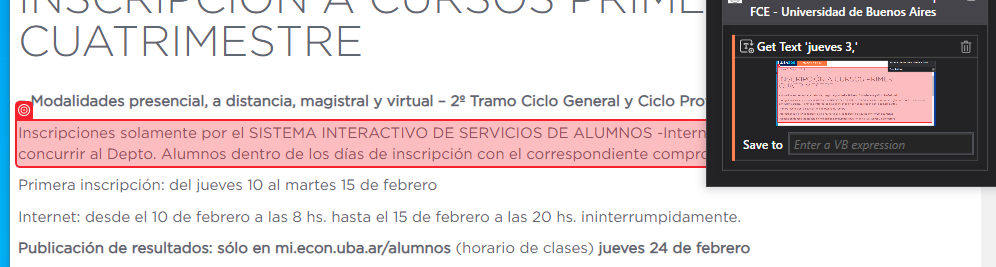 INSCRIPCIÓN A CURSOS PRIME
CUATRIMESTRE
Modalidades presencial, a distancia, magistral y virtual – 2º Tramo Ciclo General y Ciclo Pro
Inscripciones solamente por el SISTEMA INTERACTIVO DE SERVICIOS DE ALUMNOS -Intern
concurrir al Depto. Alumnos dentro de los días de inscripción con el correspondiente compro
Primera inscripción: del jueves 10 al martes 15 de febrero
Internet: desde el 10 de febrero a las 8 hs. hasta el 15 de febrero a las 20 hs. ininterrumpidamente.
Publicación de resultados: sólo en mi.econ.uba.ar/alumnos (horario de clases) jueves 24 de febrero
FCE - Universidad de Buenos Aires
Get Text 'jueves 3,'
Save to
Enter a VB expression